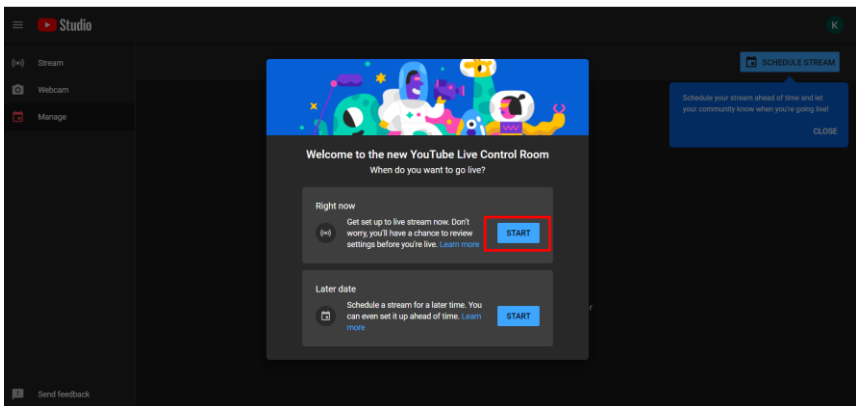 Studio
K
Stream
SCHEDULE STREAM
Webcam
Manage
Schedule your stream ahead of time and let
your community know when you're going live!
CLOSE
Welcome to the new YouTube Live Control Room
When do you want to go live?
Right now
Get set up to live stream now. Don't
worry, you'll have a chance to review
settings before you're live. Learn more
START
Later date
Schedule a stream for a later time. You
can even set it up ahead of time. Learn
more
START
Send feedback